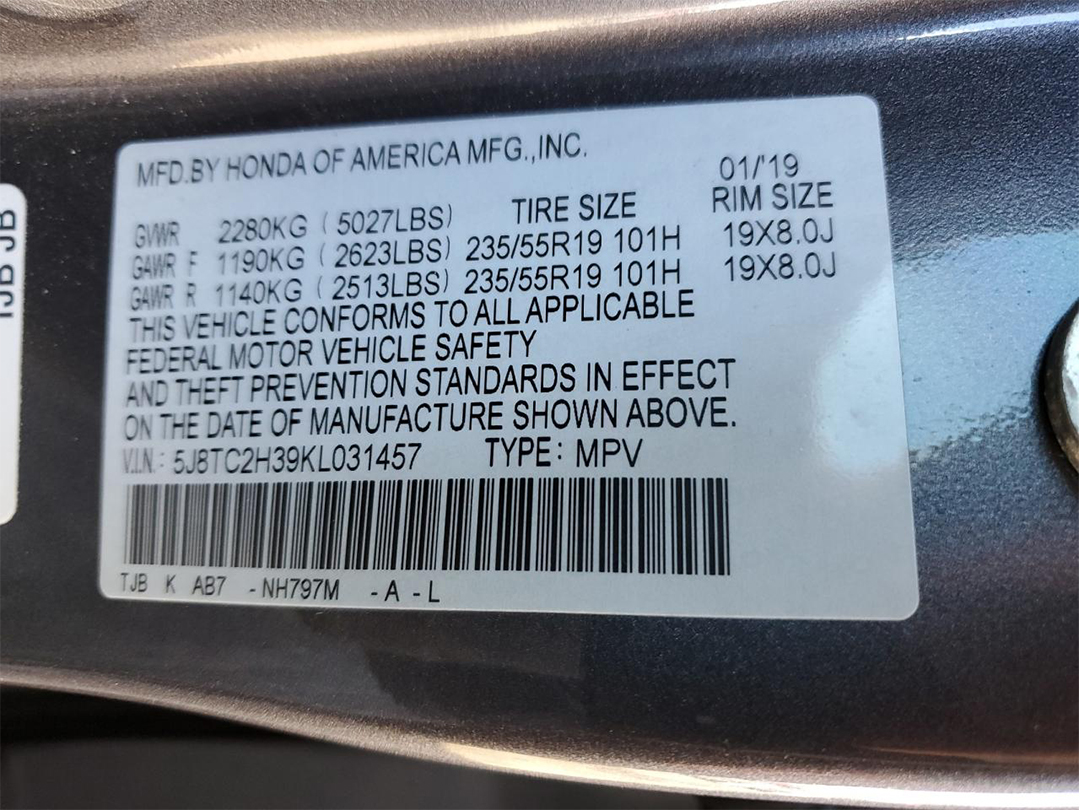 MFD.BY HONDA OF AMERICA MFG.,INC.
01/'19
TIRE SIZE RIM SIZE
GVWR 2280KG (5027LBS)
GAWR F 1190KG (2623LBS) 235/55R19 101H 19X8.0J
GAWR R 1140KG (2513LBS) 235/55R19 101H 19X8.0J
THIS VEHICLE CONFORMS TO ALL APPLICABLE
FEDERAL MOTOR VEHICLE SAFETY
AND THEFT PREVENTION STANDARDS IN EFFECT
ON THE DATE OF MANUFACTURE SHOWN ABOVE.
V.I.N.: 5J8TC2H39KL031457 TYPE: MPV
TJB K AB7 -NH797M -A -L
JB